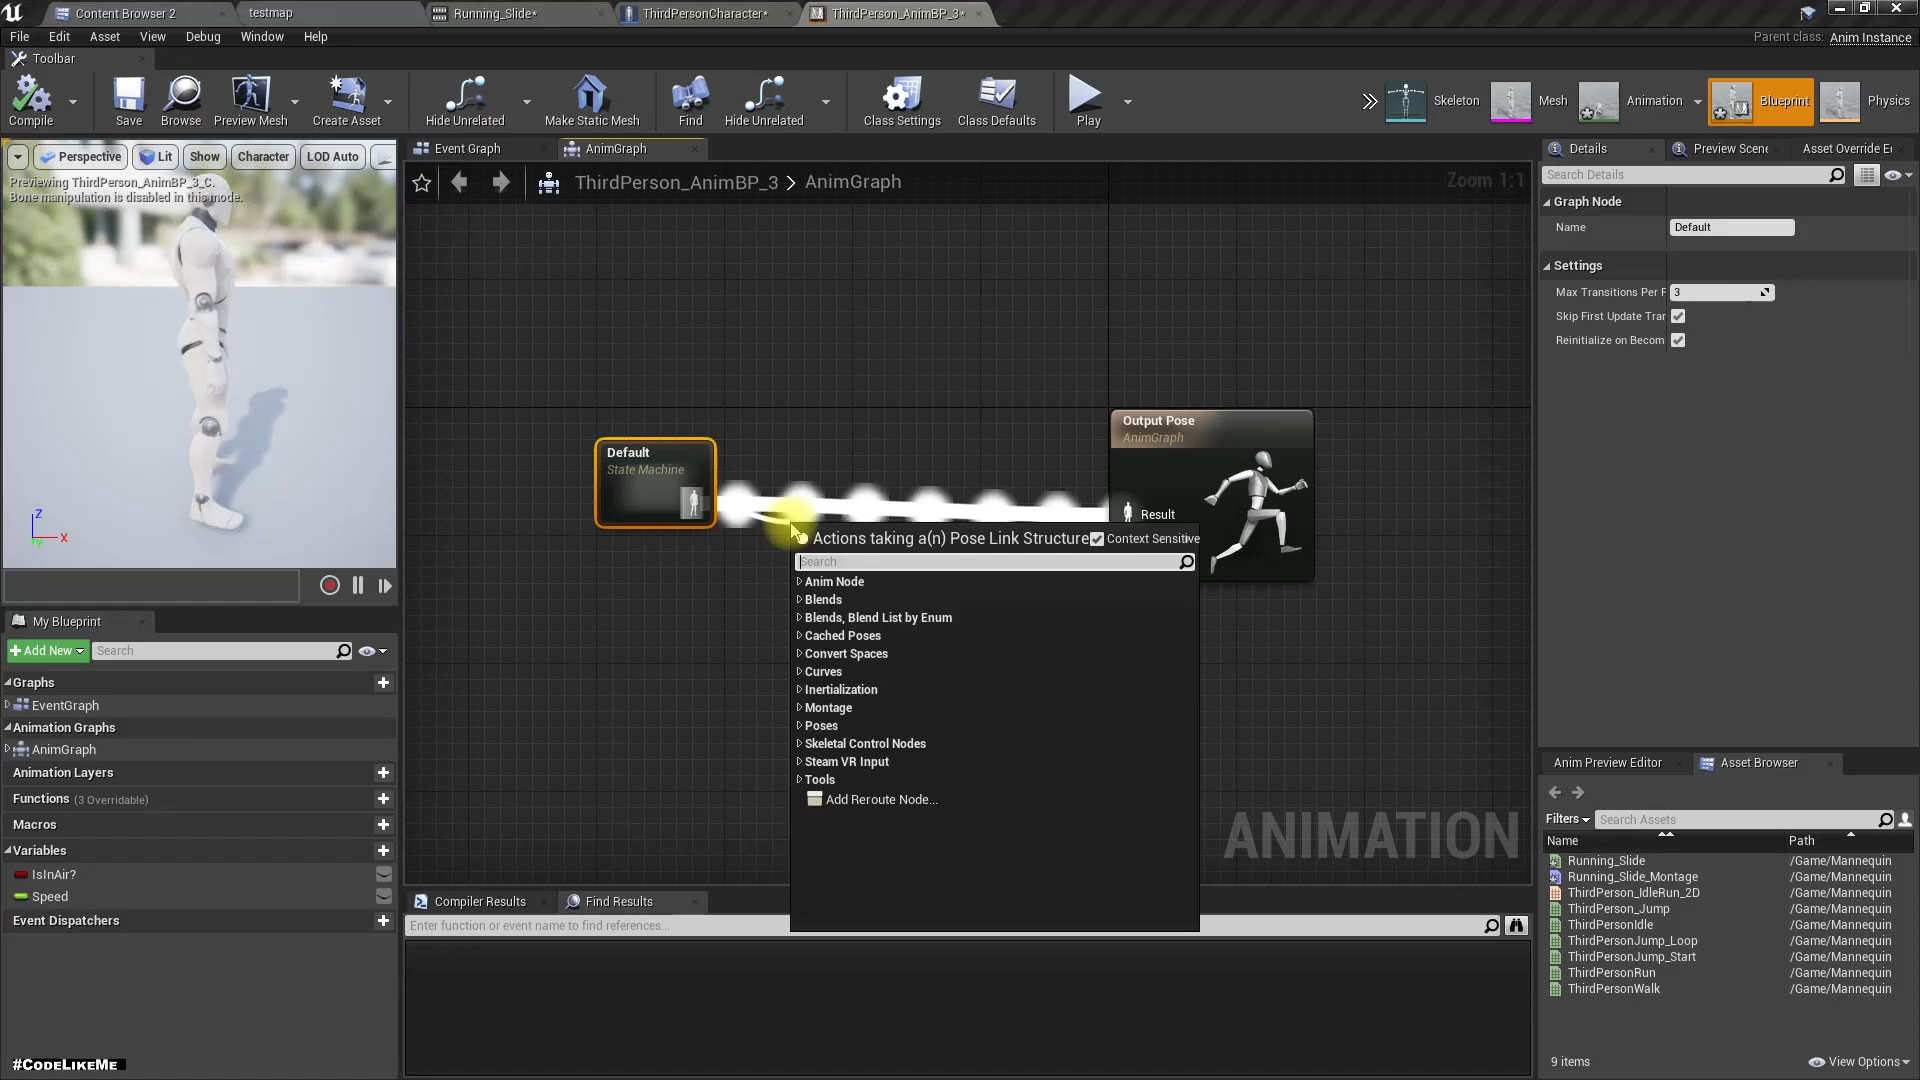 Content Browser 2
testmap
Running_Slide*
ThirdPersonCharacter*
ThirdPerson_AnimBP_3*
File Edit Asset View Debug Window Help
Parent class: Anim Instance
Toolbar
Compile
Save
Browse
Preview Mesh
Create Asset
Hide Unrelated
Make Static Mesh
Find
Hide Unrelated
Class Settings
Class Defaults
Play
Skeleton
Mesh
Animation
Blueprint
Physics
Perspective
Lit
Show
Character
LOD Auto
Previewing ThirdPerson_AnimBP_3_C.
Bone manipulation is disabled in this mode.
Z
X
Y
Event Graph
AnimGraph
ThirdPerson_AnimBP_3 > AnimGraph
Zoom 1:1
Default
State Machine
Output Pose
AnimGraph
Result
Actions taking a(n) Pose Link Structure
Context Sensitive
Search
Anim Node
Blends
Blends, Blend List by Enum
Cached Poses
Convert Spaces
Curves
Inertialization
Montage
Poses
Skeletal Control Nodes
Steam VR Input
Tools
Add Reroute Node...
ANIMATION
My Blueprint
Add New
Search
Graphs
EventGraph
Animation Graphs
AnimGraph
Animation Layers
Functions (3 Overridable)
Macros
Variables
IsInAir?
Speed
Event Dispatchers
#CodeLikeMe
Compiler Results
Find Results
Enter function or event name to find references...
Details
Preview Scene
Asset Override E
Search Details
Graph Node
Name Default
Settings
Max Transitions Per F 3
Skip First Update Tran
Reinitialize on Becom
Anim Preview Editor
Asset Browser
Filters
Search Assets
Name Path
Running_Slide /Game/Mannequin
Running_Slide_Montage /Game/Mannequin
ThirdPerson_IdleRun_2D /Game/Mannequin
ThirdPerson_Jump /Game/Mannequin
ThirdPersonIdle /Game/Mannequin
ThirdPersonJump_Loop /Game/Mannequin
ThirdPersonJump_Start /Game/Mannequin
ThirdPersonRun /Game/Mannequin
ThirdPersonWalk /Game/Mannequin
9 items
View Options